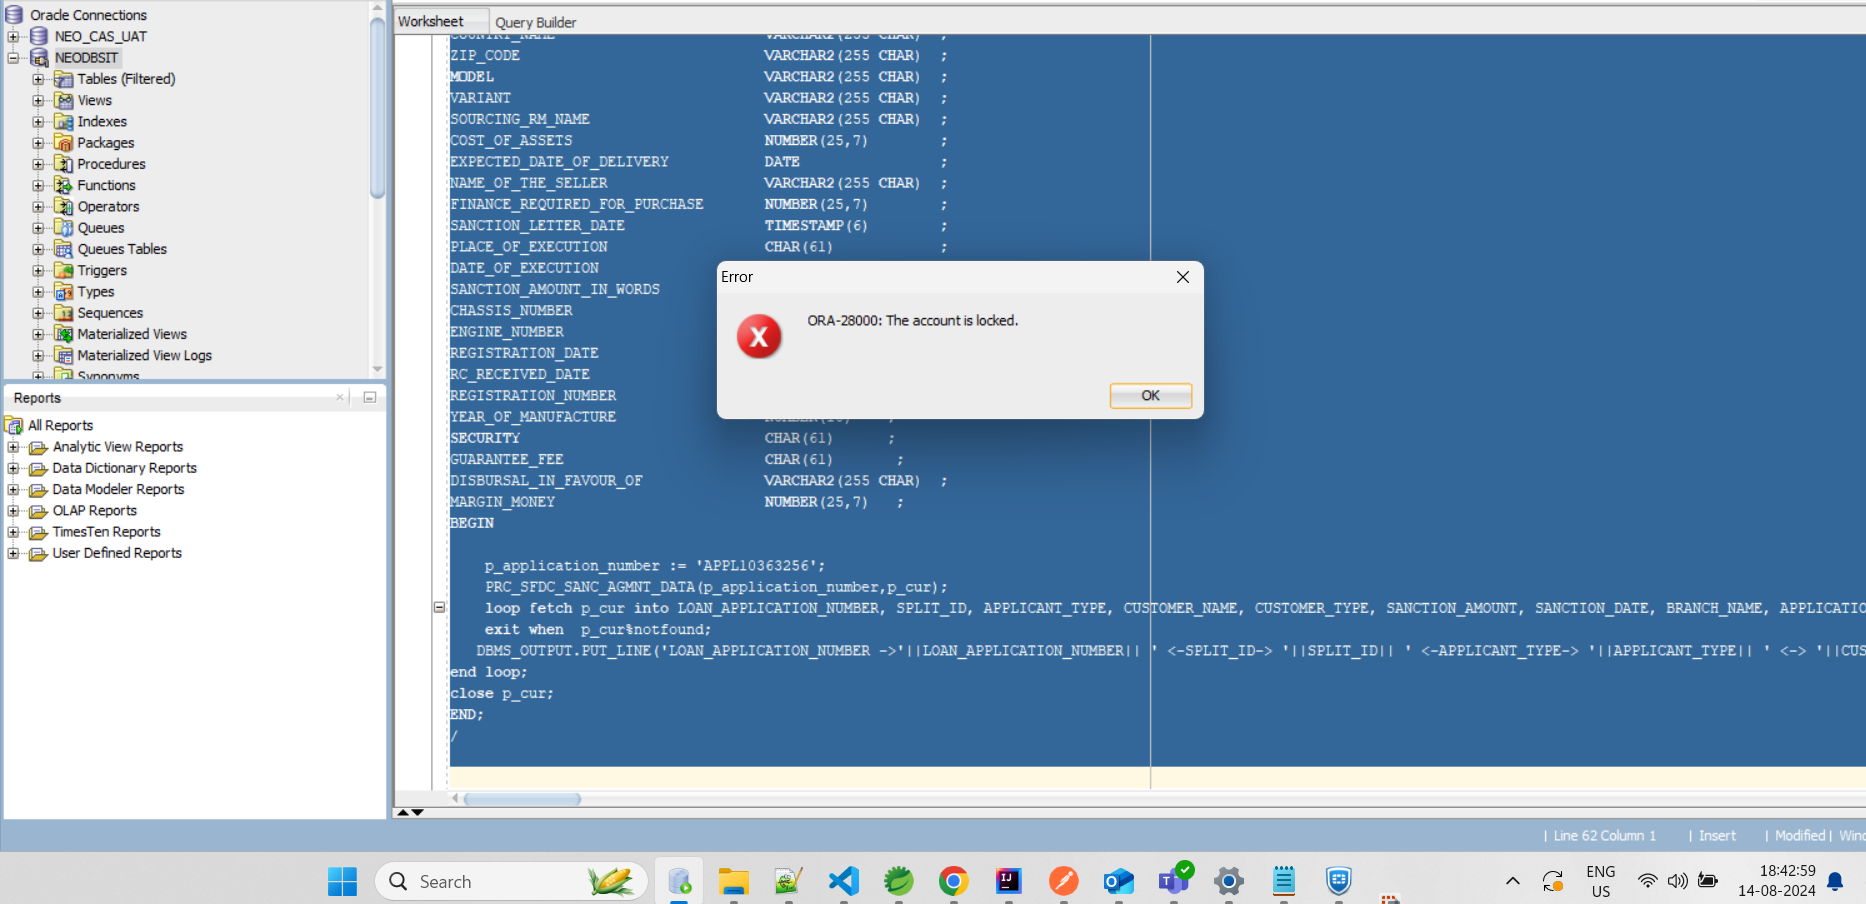 Oracle Connections
NEO_CAS_UAT
NEODBSIT
Tables (Filtered)
Views
Indexes
Packages
Procedures
Functions
Operators
Queues
Queues Tables
Triggers
Types
Sequences
Materialized Views
Materialized View Logs
Synonyms
Reports
All Reports
Analytic View Reports
Data Dictionary Reports
Data Modeler Reports
OLAP Reports
TimesTen Reports
User Defined Reports
Worksheet Query Builder
COUNTRY_NAME VARCHAR2(255 CHAR) ;
ZIP_CODE VARCHAR2(255 CHAR) ;
MODEL VARCHAR2(255 CHAR) ;
VARIANT VARCHAR2(255 CHAR) ;
SOURCING_RM_NAME VARCHAR2(255 CHAR) ;
COST_OF_ASSETS NUMBER(25,7) ;
EXPECTED_DATE_OF_DELIVERY DATE ;
NAME_OF_THE_SELLER VARCHAR2(255 CHAR) ;
FINANCE_REQUIRED_FOR_PURCHASE NUMBER(25,7) ;
SANCTION_LETTER_DATE TIMESTAMP(6) ;
PLACE_OF_EXECUTION CHAR(61) ;
DATE_OF_EXECUTION
SANCTION_AMOUNT_IN_WORDS
CHASSIS_NUMBER
ENGINE_NUMBER
REGISTRATION_DATE
RC_RECEIVED_DATE
REGISTRATION_NUMBER
YEAR_OF_MANUFACTURE
SECURITY CHAR(61) ;
GUARANTEE_FEE CHAR(61) ;
DISBURSAL_IN_FAVOUR_OF VARCHAR2(255 CHAR) ;
MARGIN_MONEY NUMBER(25,7) ;
BEGIN
p_application_number := 'APPL10363256';
PRC_SFDC_SANC_AGMNT_DATA(p_application_number,p_cur);
loop fetch p_cur into LOAN_APPLICATION_NUMBER, SPLIT_ID, APPLICANT_TYPE, CUSTOMER_NAME, CUSTOMER_TYPE, SANCTION_AMOUNT, SANCTION_DATE, BRANCH_NAME, APPLICATIO
exit when p_cur%notfound;
DBMS_OUTPUT.PUT_LINE('LOAN_APPLICATION_NUMBER ->'||LOAN_APPLICATION_NUMBER|| ' <-SPLIT_ID-> '||SPLIT_ID|| ' <-APPLICANT_TYPE-> '||APPLICANT_TYPE|| ' <-> '||CUS
end loop;
close p_cur;
END;
/
Error
ORA-28000: The account is locked.
OK
| Line 62 Column 1 | Insert | Modified | Wind
Search
ENG
US
18:42:59
14-08-2024